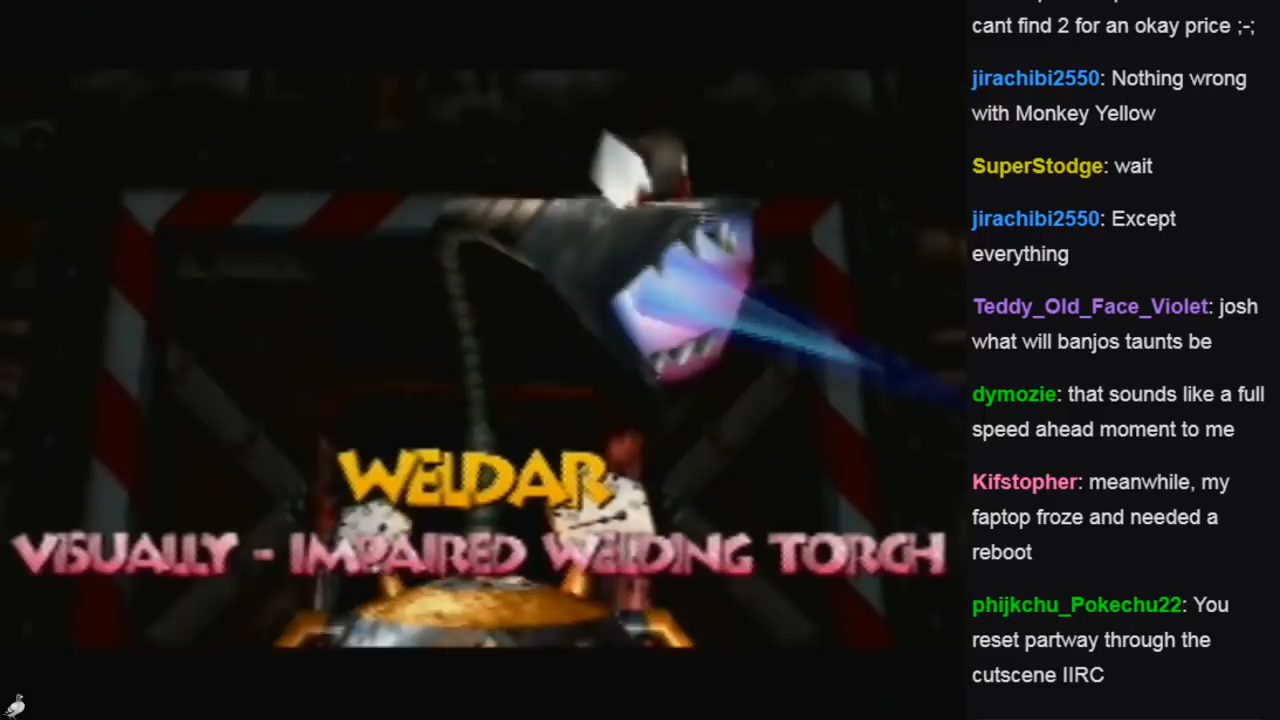 WELDAR
VISUALLY - IMPAIRED WELDING TORCH
cant find 2 for an okay price ;-;
jirachibi2550: Nothing wrong
with Monkey Yellow
SuperStodge: wait
jirachibi2550: Except
everything
Teddy_Old_Face_Violet: josh
what will banjos taunts be
dymozie: that sounds like a full
speed ahead moment to me
Kifstopher: meanwhile, my
faptop froze and needed a
reboot
phijkchu_Pokechu22: You
reset partway through the
cutscene IIRC